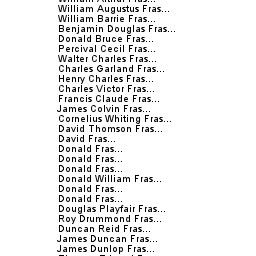 William Augustus Fras...
William Barrie Fras...
Benjamin Douglas Fras...
Donald Bruce Fras...
Percival Cecil Fras...
Walter Charles Fras...
Charles Garland Fras...
Henry Charles Fras...
Charles Victor Fras...
Francis Claude Fras...
James Colvin Fras...
Cornelius Whiting Fras...
David Thomson Fras...
David Fras...
Donald Fras...
Donald Fras...
Donald Fras...
Donald William Fras...
Donald Fras...
Donald Fras...
Douglas Playfair Fras...
Roy Drummond Fras...
Duncan Reid Fras...
James Duncan Fras...
James Dunlop Fras...